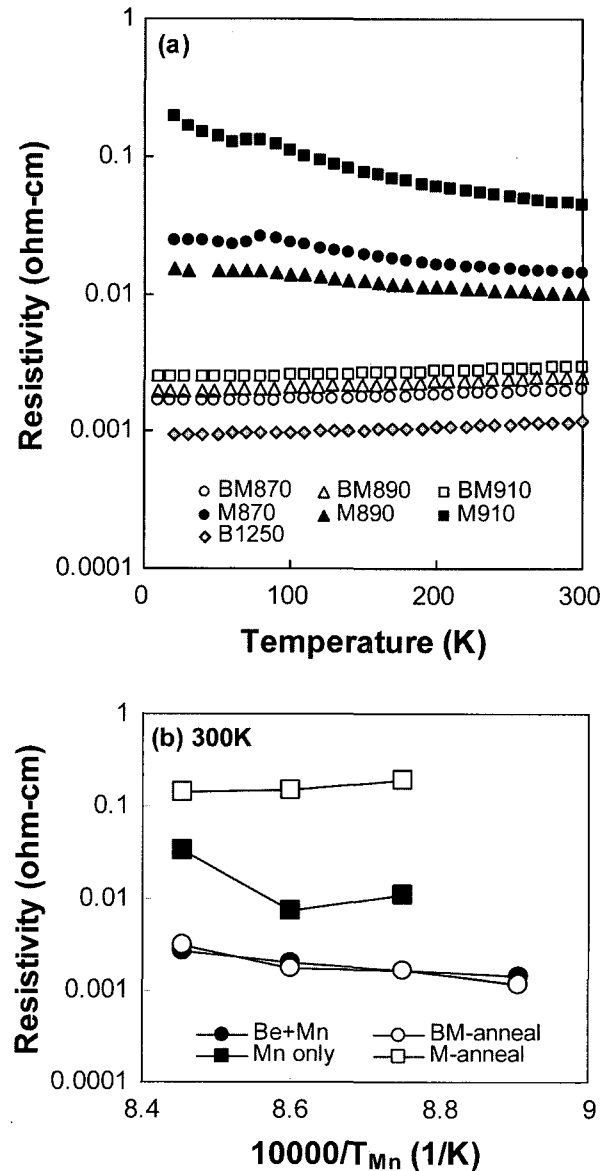 1
(a)
0.1
0.01
0.001
0.0001
Resistivity (ohm-cm)
BM870 BM890 BM910
M870 M890 M910
B1250
0 100 200 300
Temperature (K)
1
(b) 300K
0.1
0.01
0.001
0.0001
Resistivity (ohm-cm)
Be+Mn BM-anneal
Mn only M-anneal
8.4 8.6 8.8 9
10000/TMn (1/K)